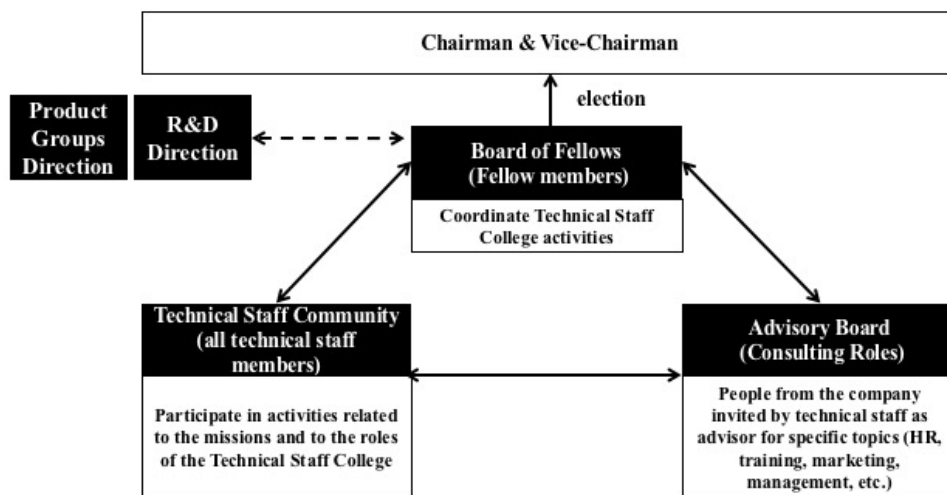 Chairman & Vice-Chairman
election
Product
Groups
Direction
R&D
Direction
Board of Fellows
(Fellow members)
Coordinate Technical Staff
College activities
Technical Staff Community
(all technical staff
members)
Participate in activities related
to the missions and to the roles
of the Technical Staff College
Advisory Board
(Consulting Roles)
People from the company
invited by technical staff as
advisor for specific topics (HR,
training, marketing,
management, etc.)